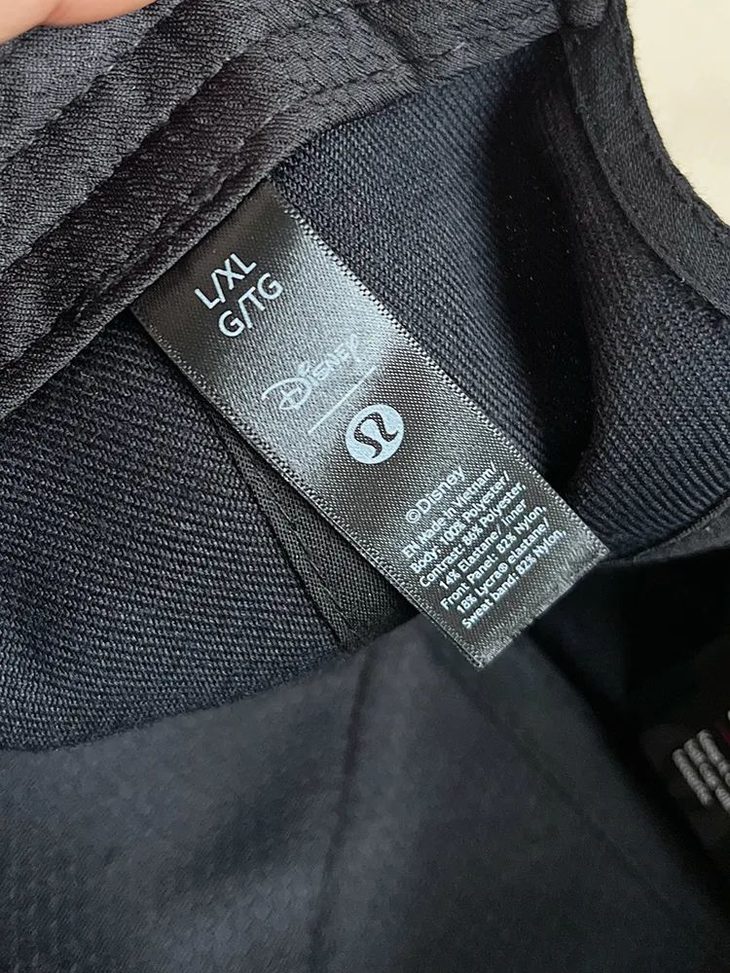 L/XL
G/TG
Disney
©Disney
EN Made in Vietnam/
Body: 100% Polyester/
Contrast: 86% Polyester,
14% Elastane/ Inner
Front Panel: 82% Nylon,
18% Lycra® elastane/
Sweat band: 82% Nylon,